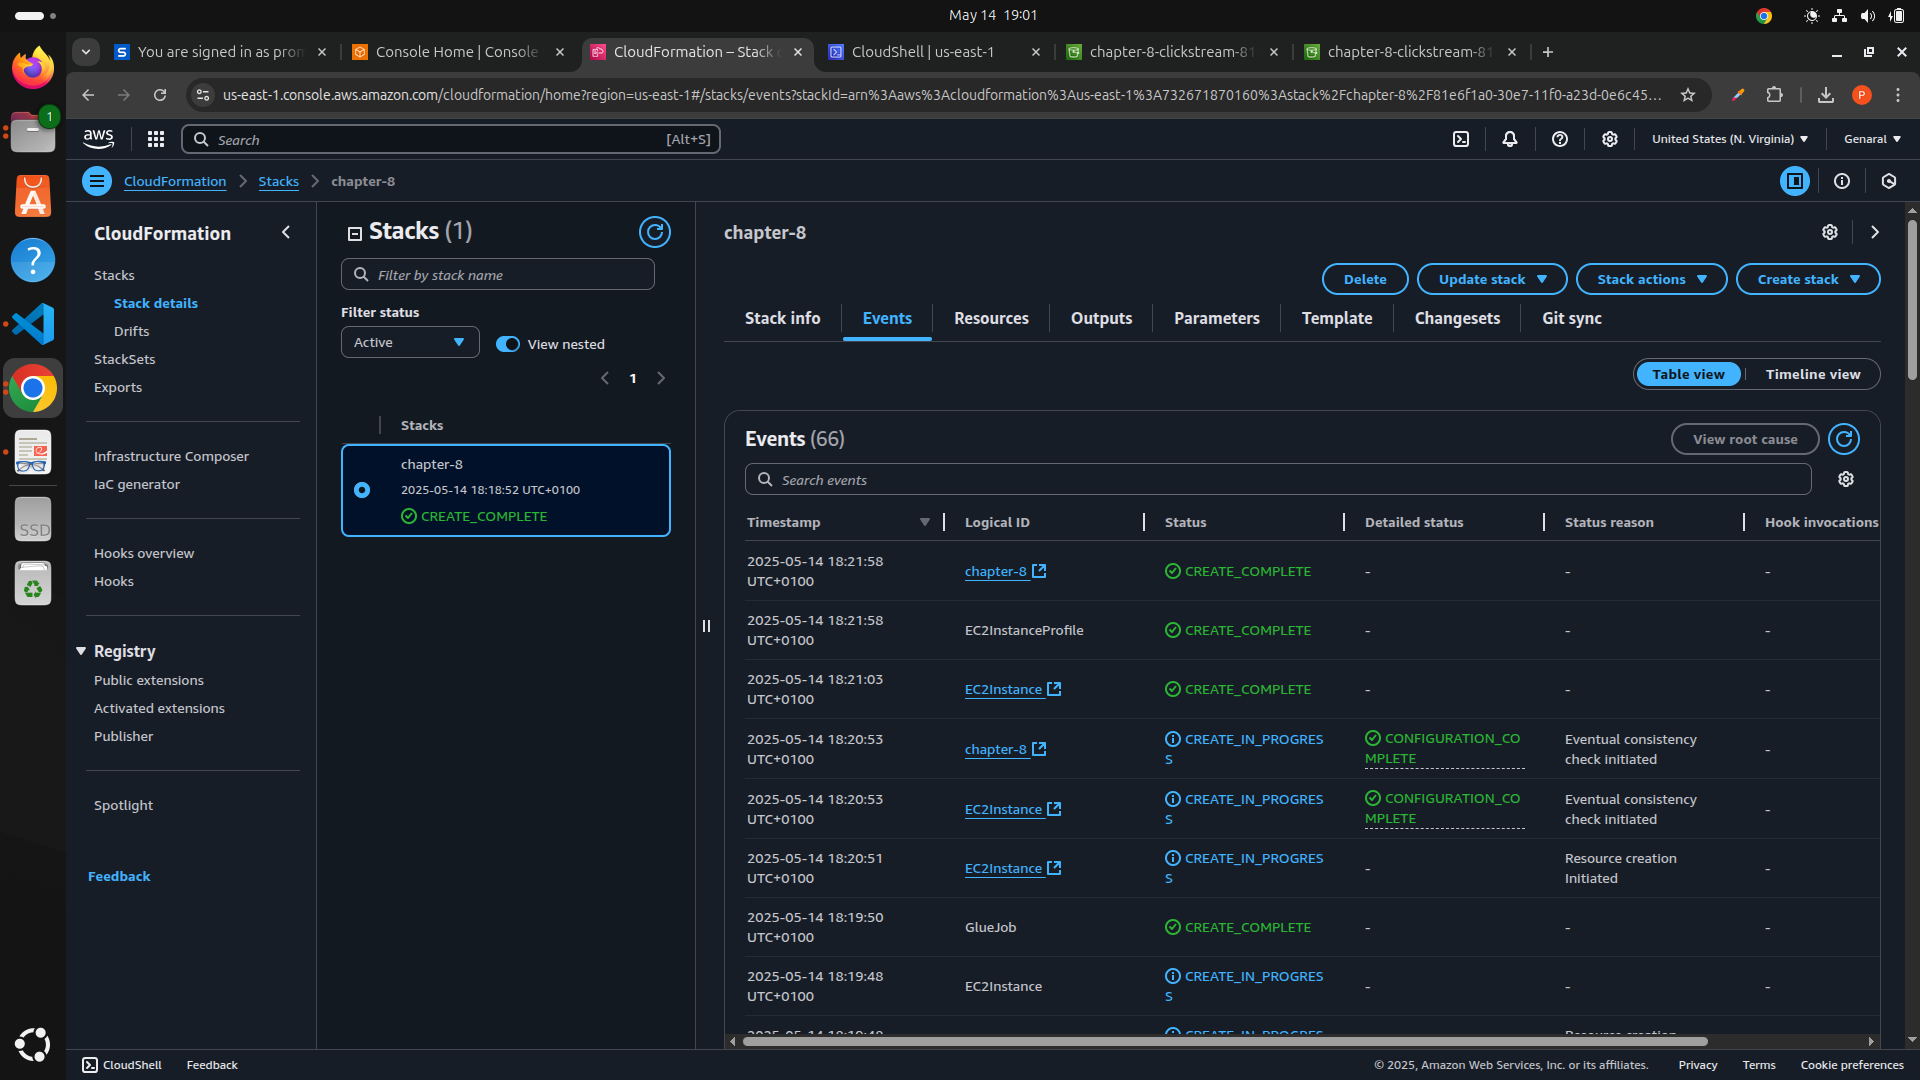 May 14 19:01
You are signed in as pron
Console Home | Console
CloudFormation – Stack
CloudShell | us-east-1
chapter-8-clickstream-81
chapter-8-clickstream-81
us-east-1.console.aws.amazon.com/cloudformation/home?region=us-east-1#/stacks/events?stackId=arn%3Aaws%3Acloudformation%3Aus-east-1%3A732671870160%3Astack%2Fchapter-8%2F81e6f1a0-30e7-11f0-a23d-0e6c45...
P
1
aws
Search
[Alt+S]
United States (N. Virginia)
Genaral
CloudFormation
Stacks
chapter-8
CloudFormation
Stacks
Stack details
Drifts
StackSets
Exports
Infrastructure Composer
IaC generator
Hooks overview
Hooks
Registry
Public extensions
Activated extensions
Publisher
Spotlight
Feedback
SSD
Stacks (1)
Filter by stack name
Filter status
Active
View nested
1
Stacks
chapter-8
2025-05-14 18:18:52 UTC+0100
CREATE_COMPLETE
chapter-8
Delete
Update stack
Stack actions
Create stack
Stack info
Events
Resources
Outputs
Parameters
Template
Changesets
Git sync
Table view
Timeline view
Events (66)
View root cause
Search events
Timestamp Logical ID Status Detailed status Status reason Hook invocations
2025-05-14 18:21:58 UTC+0100 chapter-8 CREATE_COMPLETE - - -
2025-05-14 18:21:58 UTC+0100 EC2InstanceProfile CREATE_COMPLETE - - -
2025-05-14 18:21:03 UTC+0100 EC2Instance CREATE_COMPLETE - - -
2025-05-14 18:20:53 UTC+0100 chapter-8 CREATE_IN_PROGRESS CONFIGURATION_COMPLETE Eventual consistency check initiated -
2025-05-14 18:20:53 UTC+0100 EC2Instance CREATE_IN_PROGRESS CONFIGURATION_COMPLETE Eventual consistency check initiated -
2025-05-14 18:20:51 UTC+0100 EC2Instance CREATE_IN_PROGRESS - Resource creation Initiated -
2025-05-14 18:19:50 UTC+0100 GlueJob CREATE_COMPLETE - - -
2025-05-14 18:19:48 UTC+0100 EC2Instance CREATE_IN_PROGRESS - - -
CloudShell
Feedback
© 2025, Amazon Web Services, Inc. or its affiliates.
Privacy
Terms
Cookie preferences